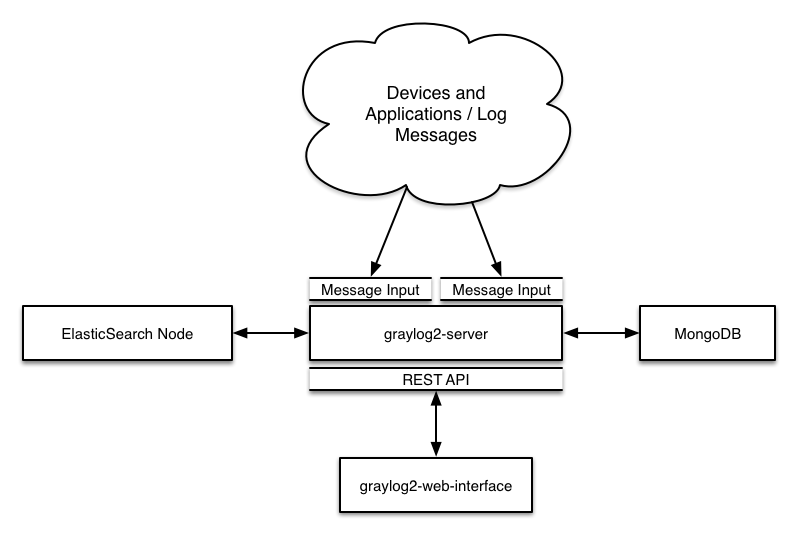 Devices and
Applications / Log
Messages
Message Input
Message Input
ElasticSearch Node
graylog2-server
MongoDB
REST API
graylog2-web-interface